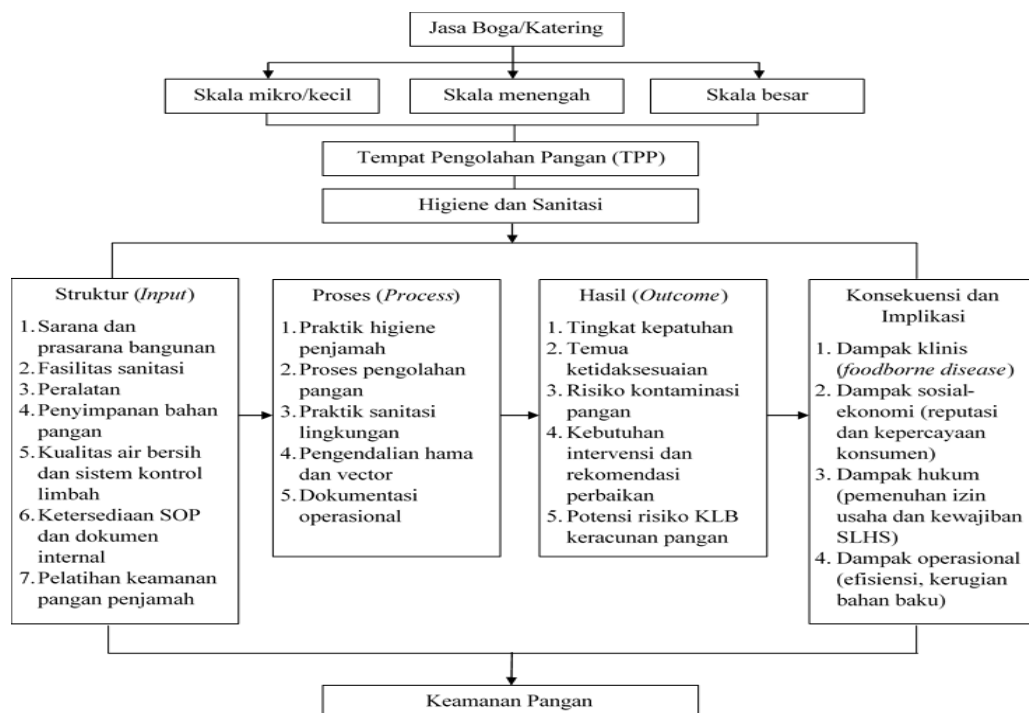 Jasa Boga/Katering
Skala mikro/kecil
Skala menengah
Skala besar
Tempat Pengolahan Pangan (TPP)
Higiene dan Sanitasi
Struktur (Input)
1. Sarana dan
prasarana bangunan
2. Fasilitas sanitasi
3. Peralatan
4. Penyimpanan bahan
pangan
5. Kualitas air bersih
dan sistem kontrol
limbah
6. Ketersediaan SOP
dan dokumen
internal
7. Pelatihan keamanan
pangan penjamah
Proses (Process)
1. Praktik higiene
penjamah
2. Proses pengolahan
pangan
3. Praktik sanitasi
lingkungan
4. Pengendalian hama
dan vector
5. Dokumentasi
operasional
Hasil (Outcome)
1. Tingkat kepatuhan
2. Temua
ketidaksesuaian
3. Risiko kontaminasi
pangan
4. Kebutuhan
intervensi dan
rekomendasi
perbaikan
5. Potensi risiko KLB
keracunan pangan
Konsekuensi dan
Implikasi
1. Dampak klinis
(foodborne disease)
2. Dampak sosial-
ekonomi (reputasi
dan kepercayaan
konsumen)
3. Dampak hukum
(pemenuhan izin
usaha dan kewajiban
SLHS)
4. Dampak operasional
(efisiensi, kerugian
bahan baku)
Keamanan Pangan